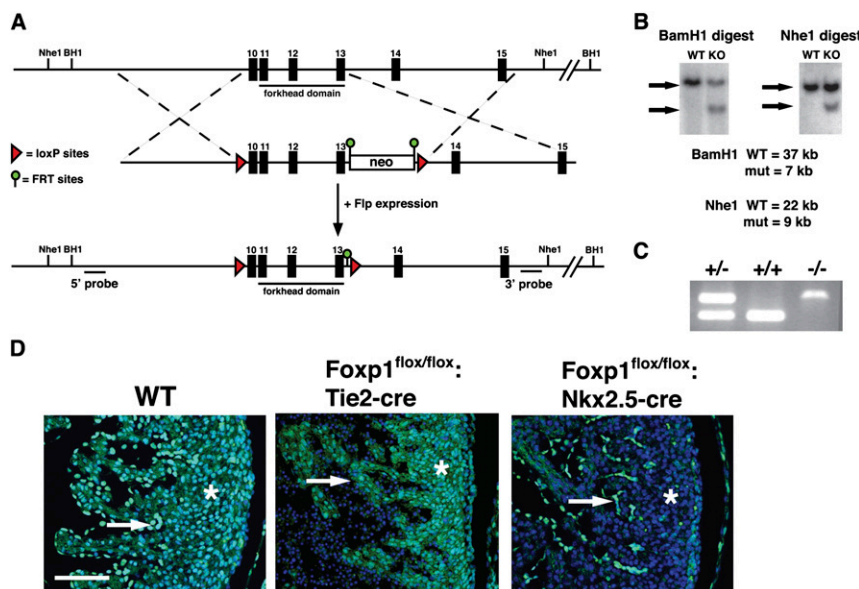 A
Nhe1 BH1 10 11 12 13 14 15 Nhe1 BH1
forkhead domain
= loxP sites
= FRT sites
10 11 12 13 neo 14 15
+ Flp expression
Nhe1 BH1 10 11 12 13 14 15 Nhe1 BH1
5' probe
forkhead domain
3' probe
B
BamH1 digest
WT KO
Nhe1 digest
WT KO
BamH1 WT = 37 kb
mut = 7 kb
Nhe1 WT = 22 kb
mut = 9 kb
C
+/- +/+ -/-
D
WT
*
Foxp1flox/flox:
Tie2-cre
*
Foxp1flox/flox:
Nkx2.5-cre
*